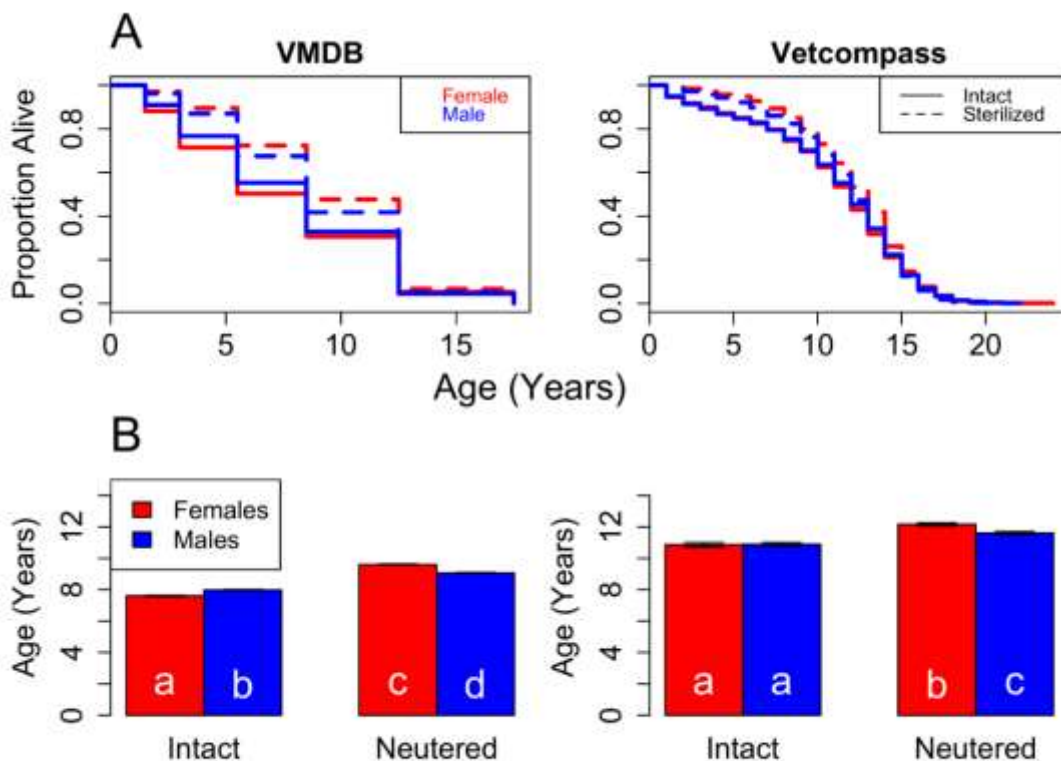 A
VMDB
Vetcompass
Proportion Alive
0.0 0.4 0.8
Female
Male
0 5 10 15
0.0 0.4 0.8
Intact
Sterilized
0 5 10 15 20
Age (Years)
B
Age (Years)
0 4 8 12
Females
Males
a b c d
Intact Neutered
Age (Years)
0 4 8 12
a a b c
Intact Neutered